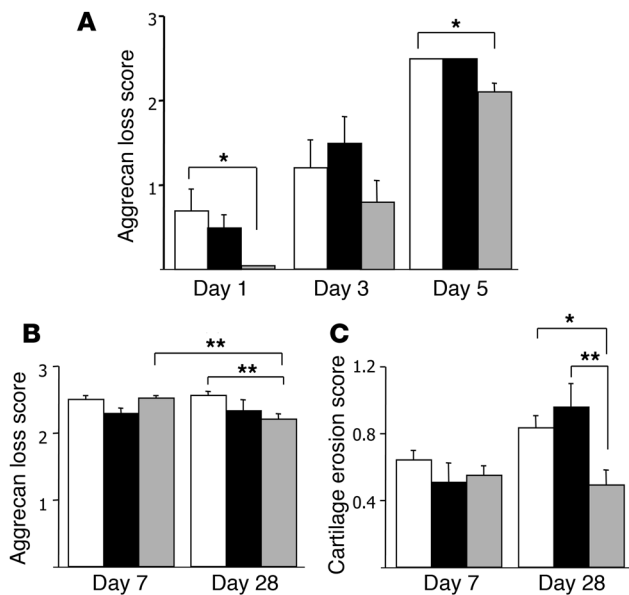 A
Aggrecan loss score
3
2
1
*
*
Day 1
Day 3
Day 5
B
Aggrecan loss score
3
2
1
**
**
Day 7
Day 28
C
Cartilage erosion score
1.2
0.8
0.4
*
**
Day 7
Day 28